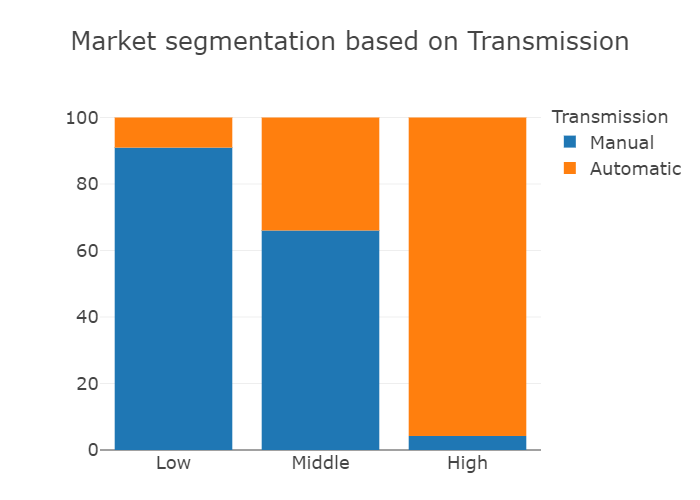 Market segmentation based on Transmission
Transmission
Manual
Automatic
100
80
60
40
20
0
Low
Middle
High